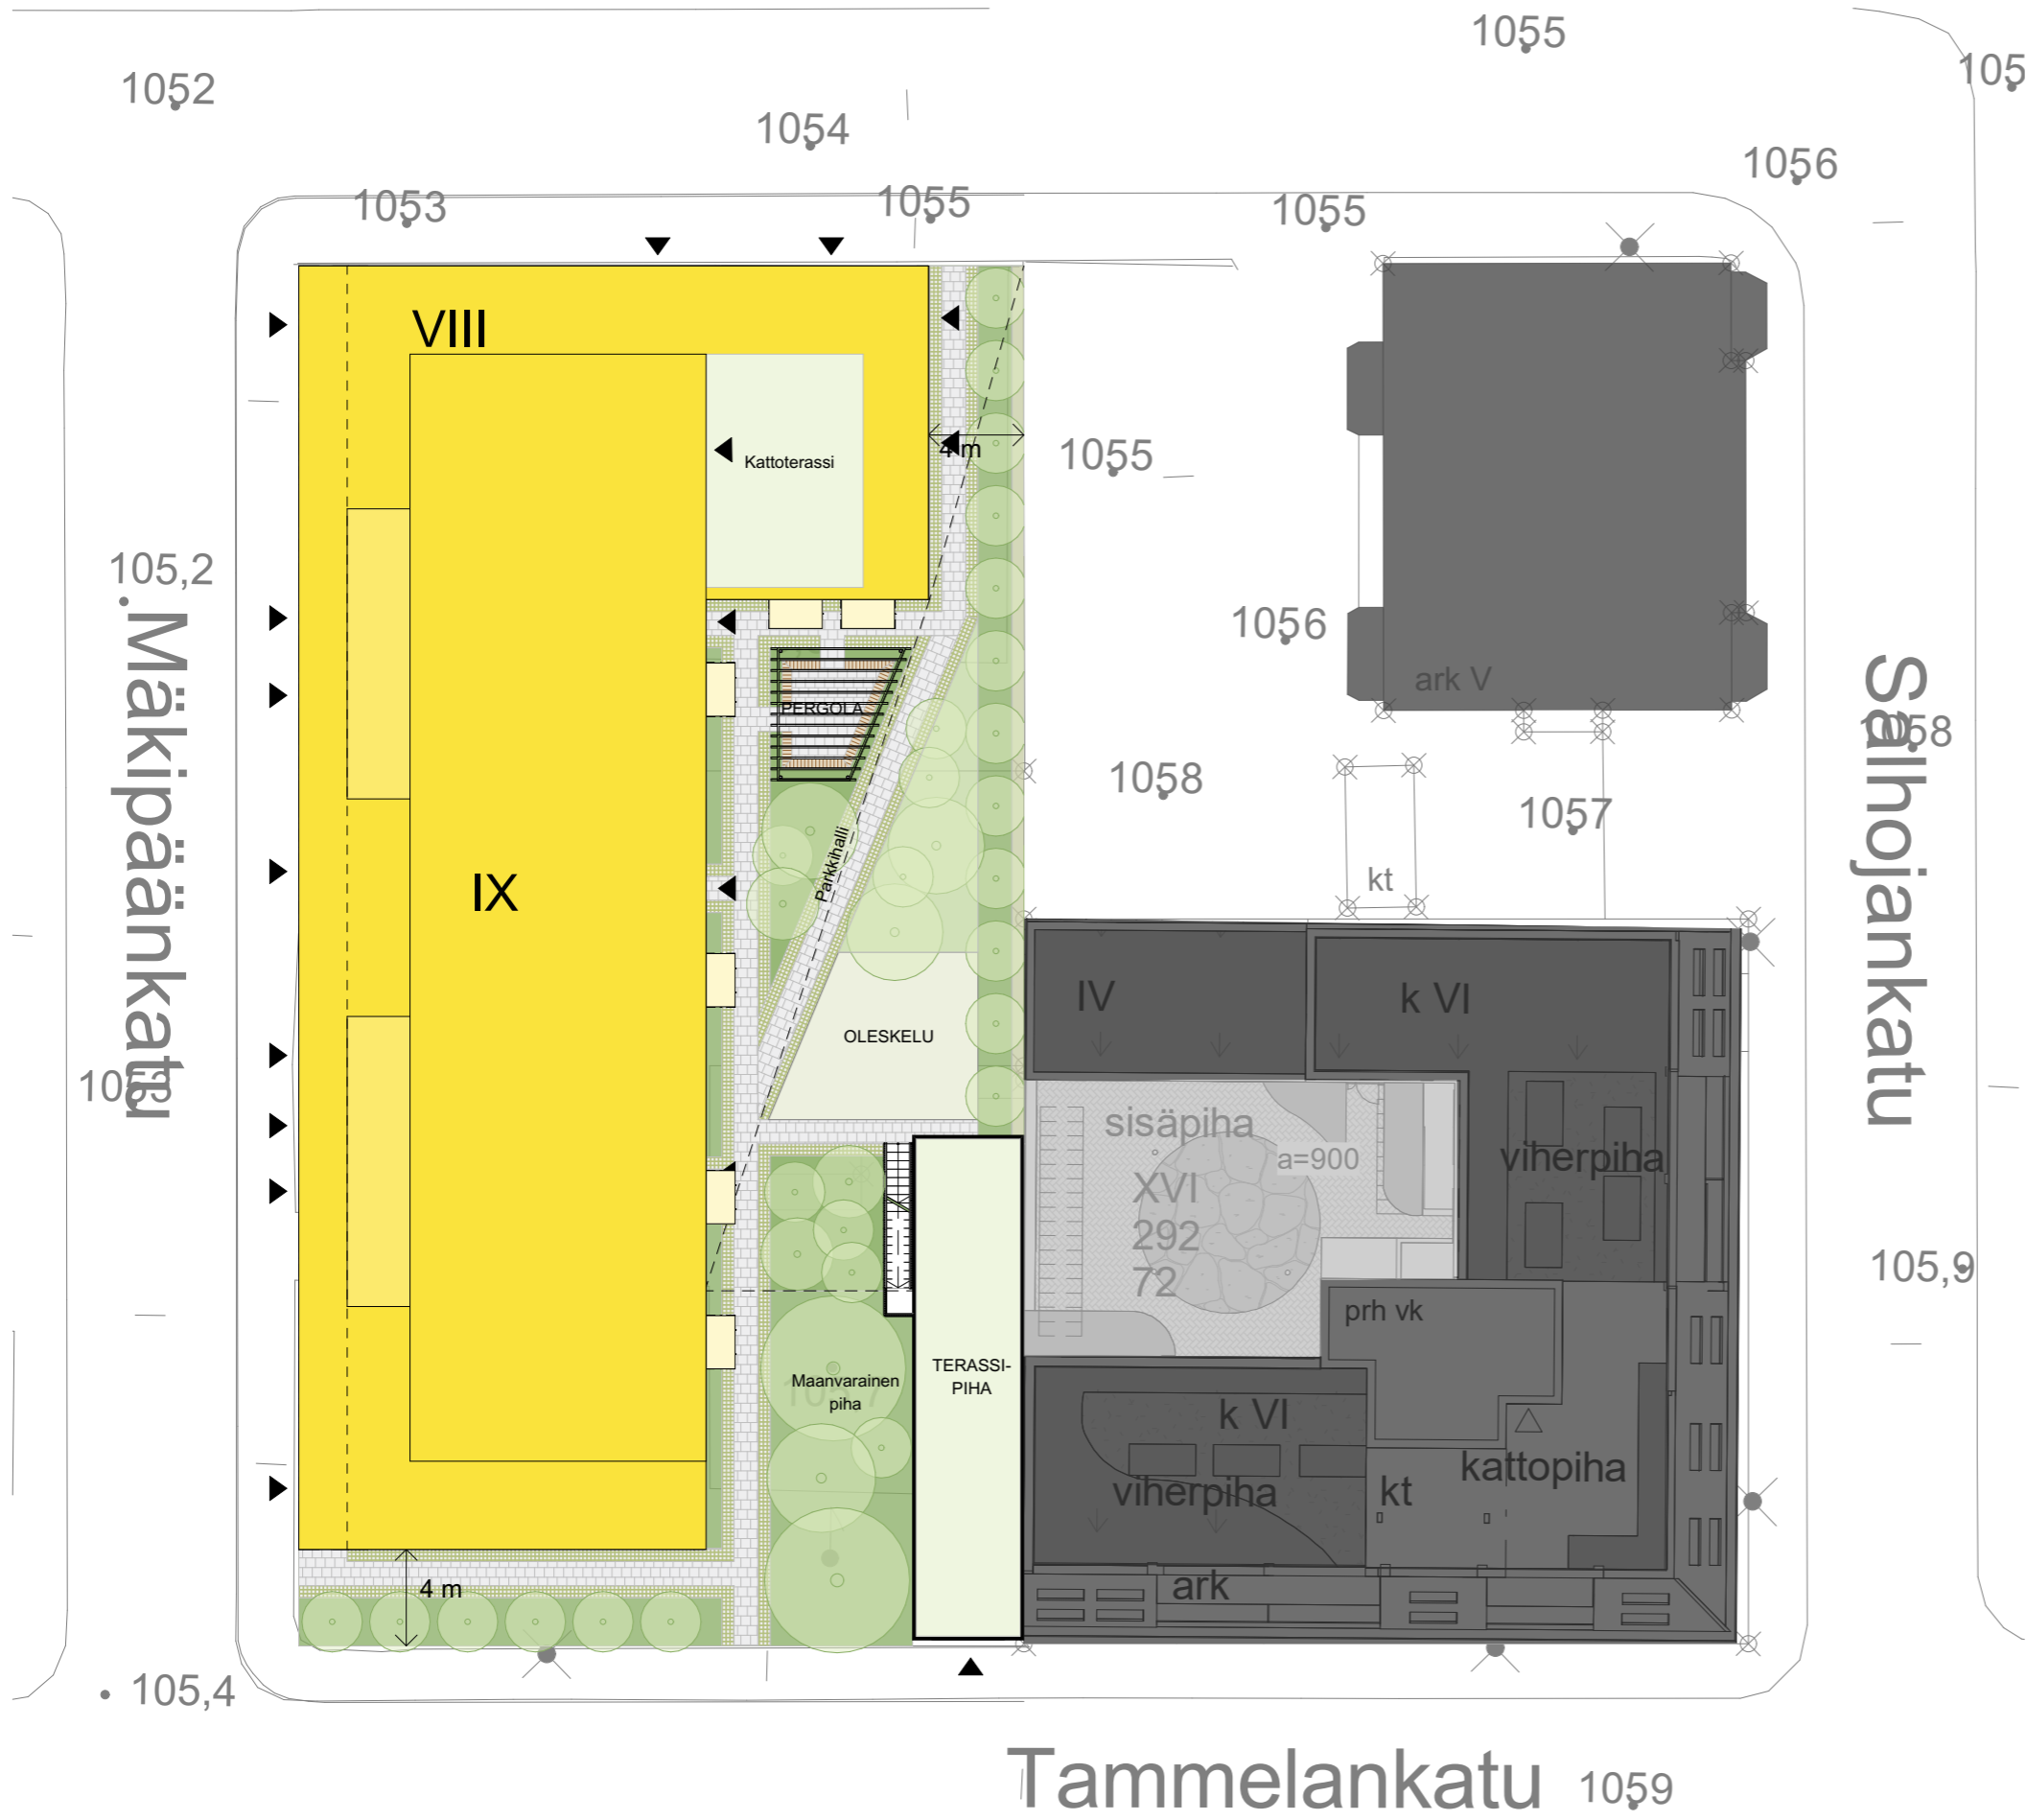 1055
105
1052
1054
1056
1053
1055
1055
VIII
4 m
Kattoterassi
1055
105,2
1056
Mäkipäänkatu
Salhojankatu
ark V
PERGOLA
1058
1058
1057
Parkkihalli
kt
IX
IV
k VI
OLESKELU
sisäpiha
a=900
viherpiha
XVI
292
72
105,9
prh vk
TERASSI-
PIHA
Maanvarainen
piha
k VI
viherpiha
kt
kattopiha
ark
4 m
105,4
Tammelankatu
1059